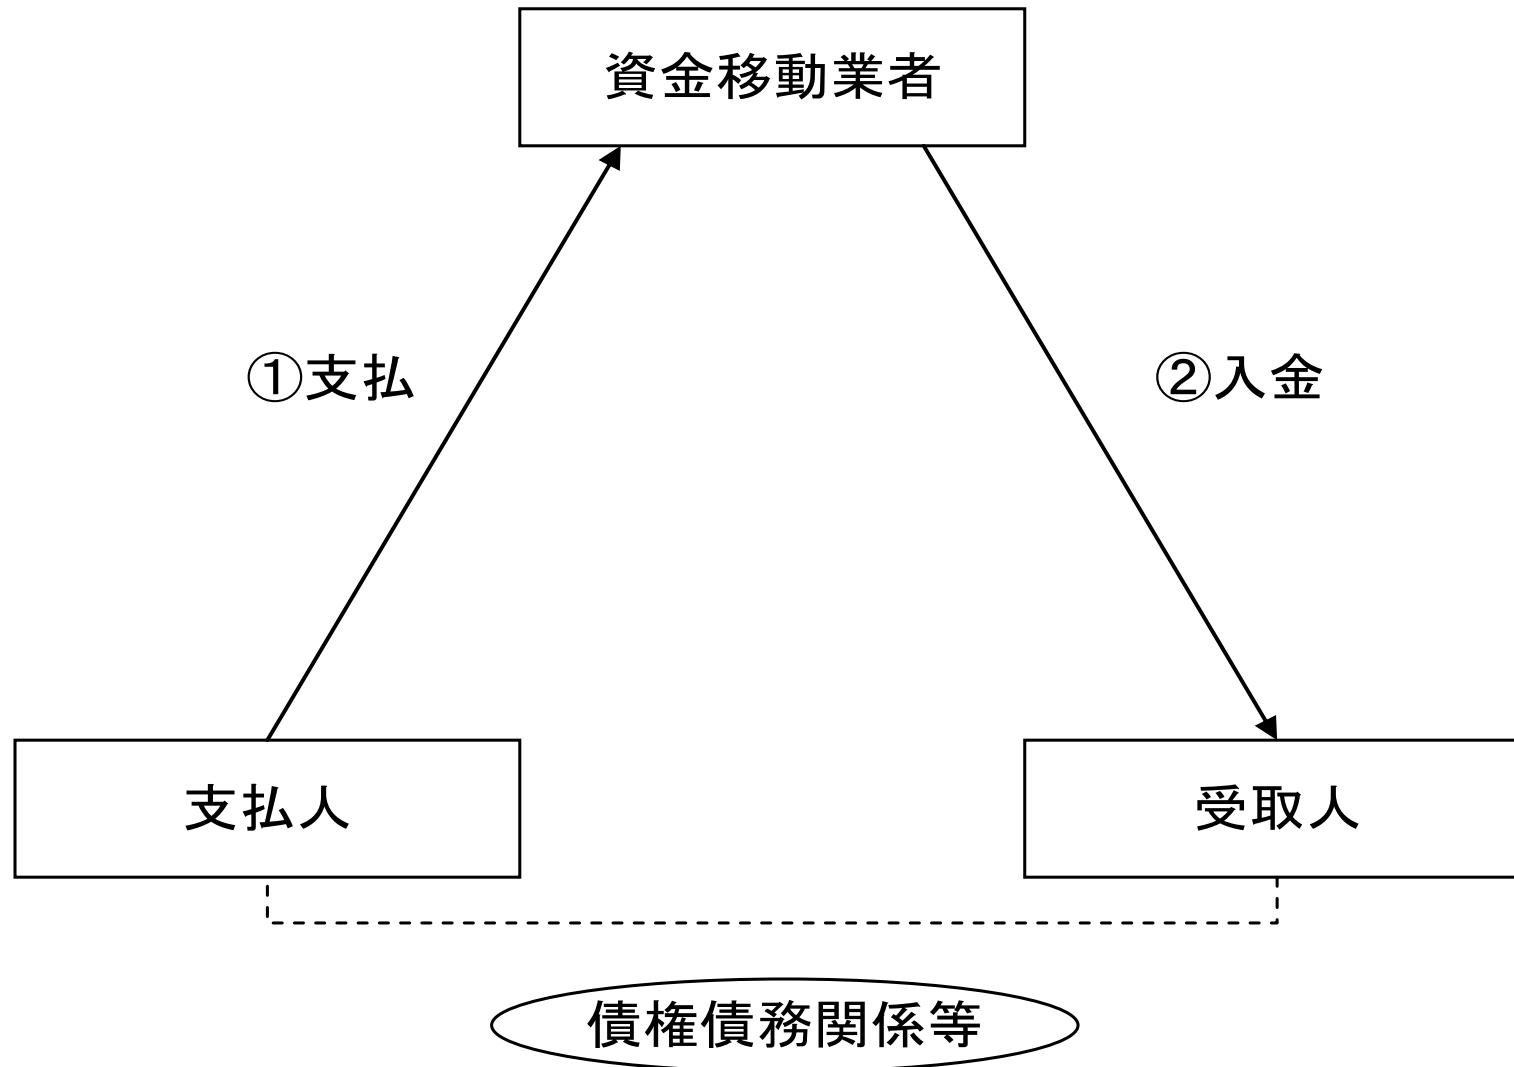 資金移動業者
①支払
②入金
支払人
受取人
債権債務関係等